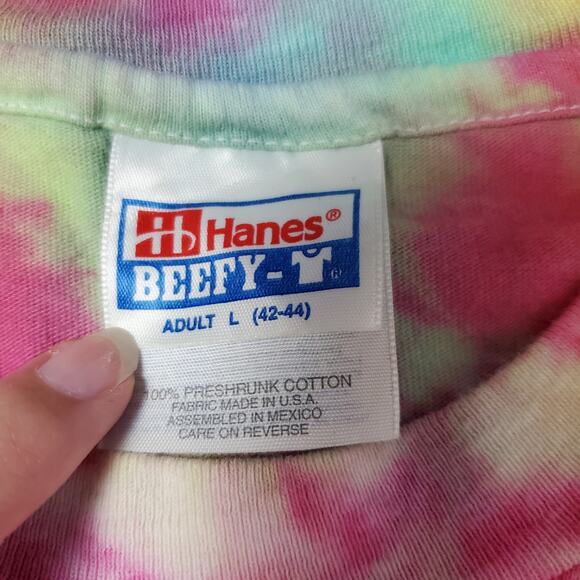 Hanes®
BEEFY-T®
ADULT L (42-44)
100% PRESHRUNK COTTON
FABRIC MADE IN U.S.A.
ASSEMBLED IN MEXICO
CARE ON REVERSE